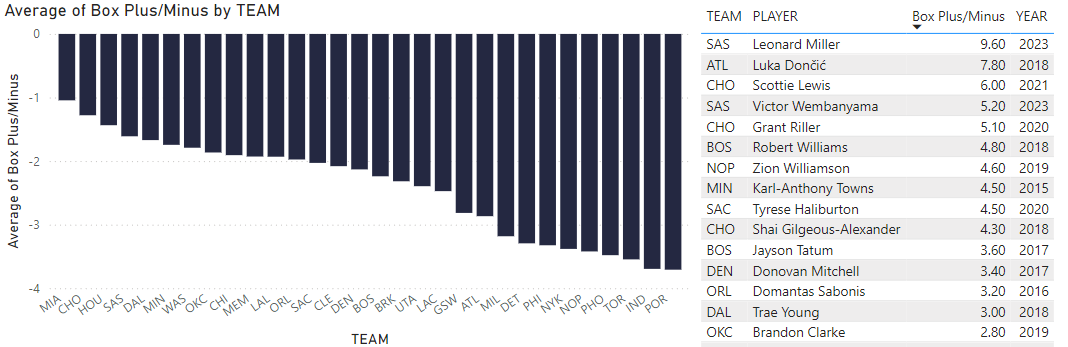 Average of Box Plus/Minus by TEAM
Average of Box Plus/Minus
0
-1
-2
-3
-4
MIA CHO HOU SAS DAL MIN WAS OKC CHI MEM LAL ORL SAC CLE DEN BOS BRK UTA LAC GSW ATL MIL DET PHI NYK NOP PHO TOR IND POR
TEAM
TEAM PLAYER Box Plus/Minus YEAR
SAS Leonard Miller 9.60 2023
ATL Luka Dončić 7.80 2018
CHO Scottie Lewis 6.00 2021
SAS Victor Wembanyama 5.20 2023
CHO Grant Riller 5.10 2020
BOS Robert Williams 4.80 2018
NOP Zion Williamson 4.60 2019
MIN Karl-Anthony Towns 4.50 2015
SAC Tyrese Haliburton 4.50 2020
CHO Shai Gilgeous-Alexander 4.30 2018
BOS Jayson Tatum 3.60 2017
DEN Donovan Mitchell 3.40 2017
ORL Domantas Sabonis 3.20 2016
DAL Trae Young 3.00 2018
OKC Brandon Clarke 2.80 2019